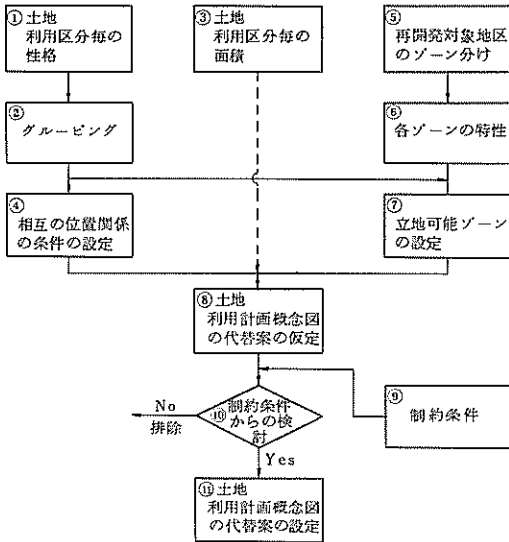 ①土地
利用区分毎の
性格
③土地
利用区分毎の
面積
⑤再開発対象地区
のゾーン分け
②
グルーピング
⑥
各ゾーンの特性
④
相互の位置関係
の条件の設定
⑦
立地可能ゾーン
の設定
⑧土地
利用計画概念図
の代替案の仮定
No
排除
⑩制約条件
からの検
討
⑨
制約条件
Yes
⑪土地
利用計画概念図
の代替案の設定